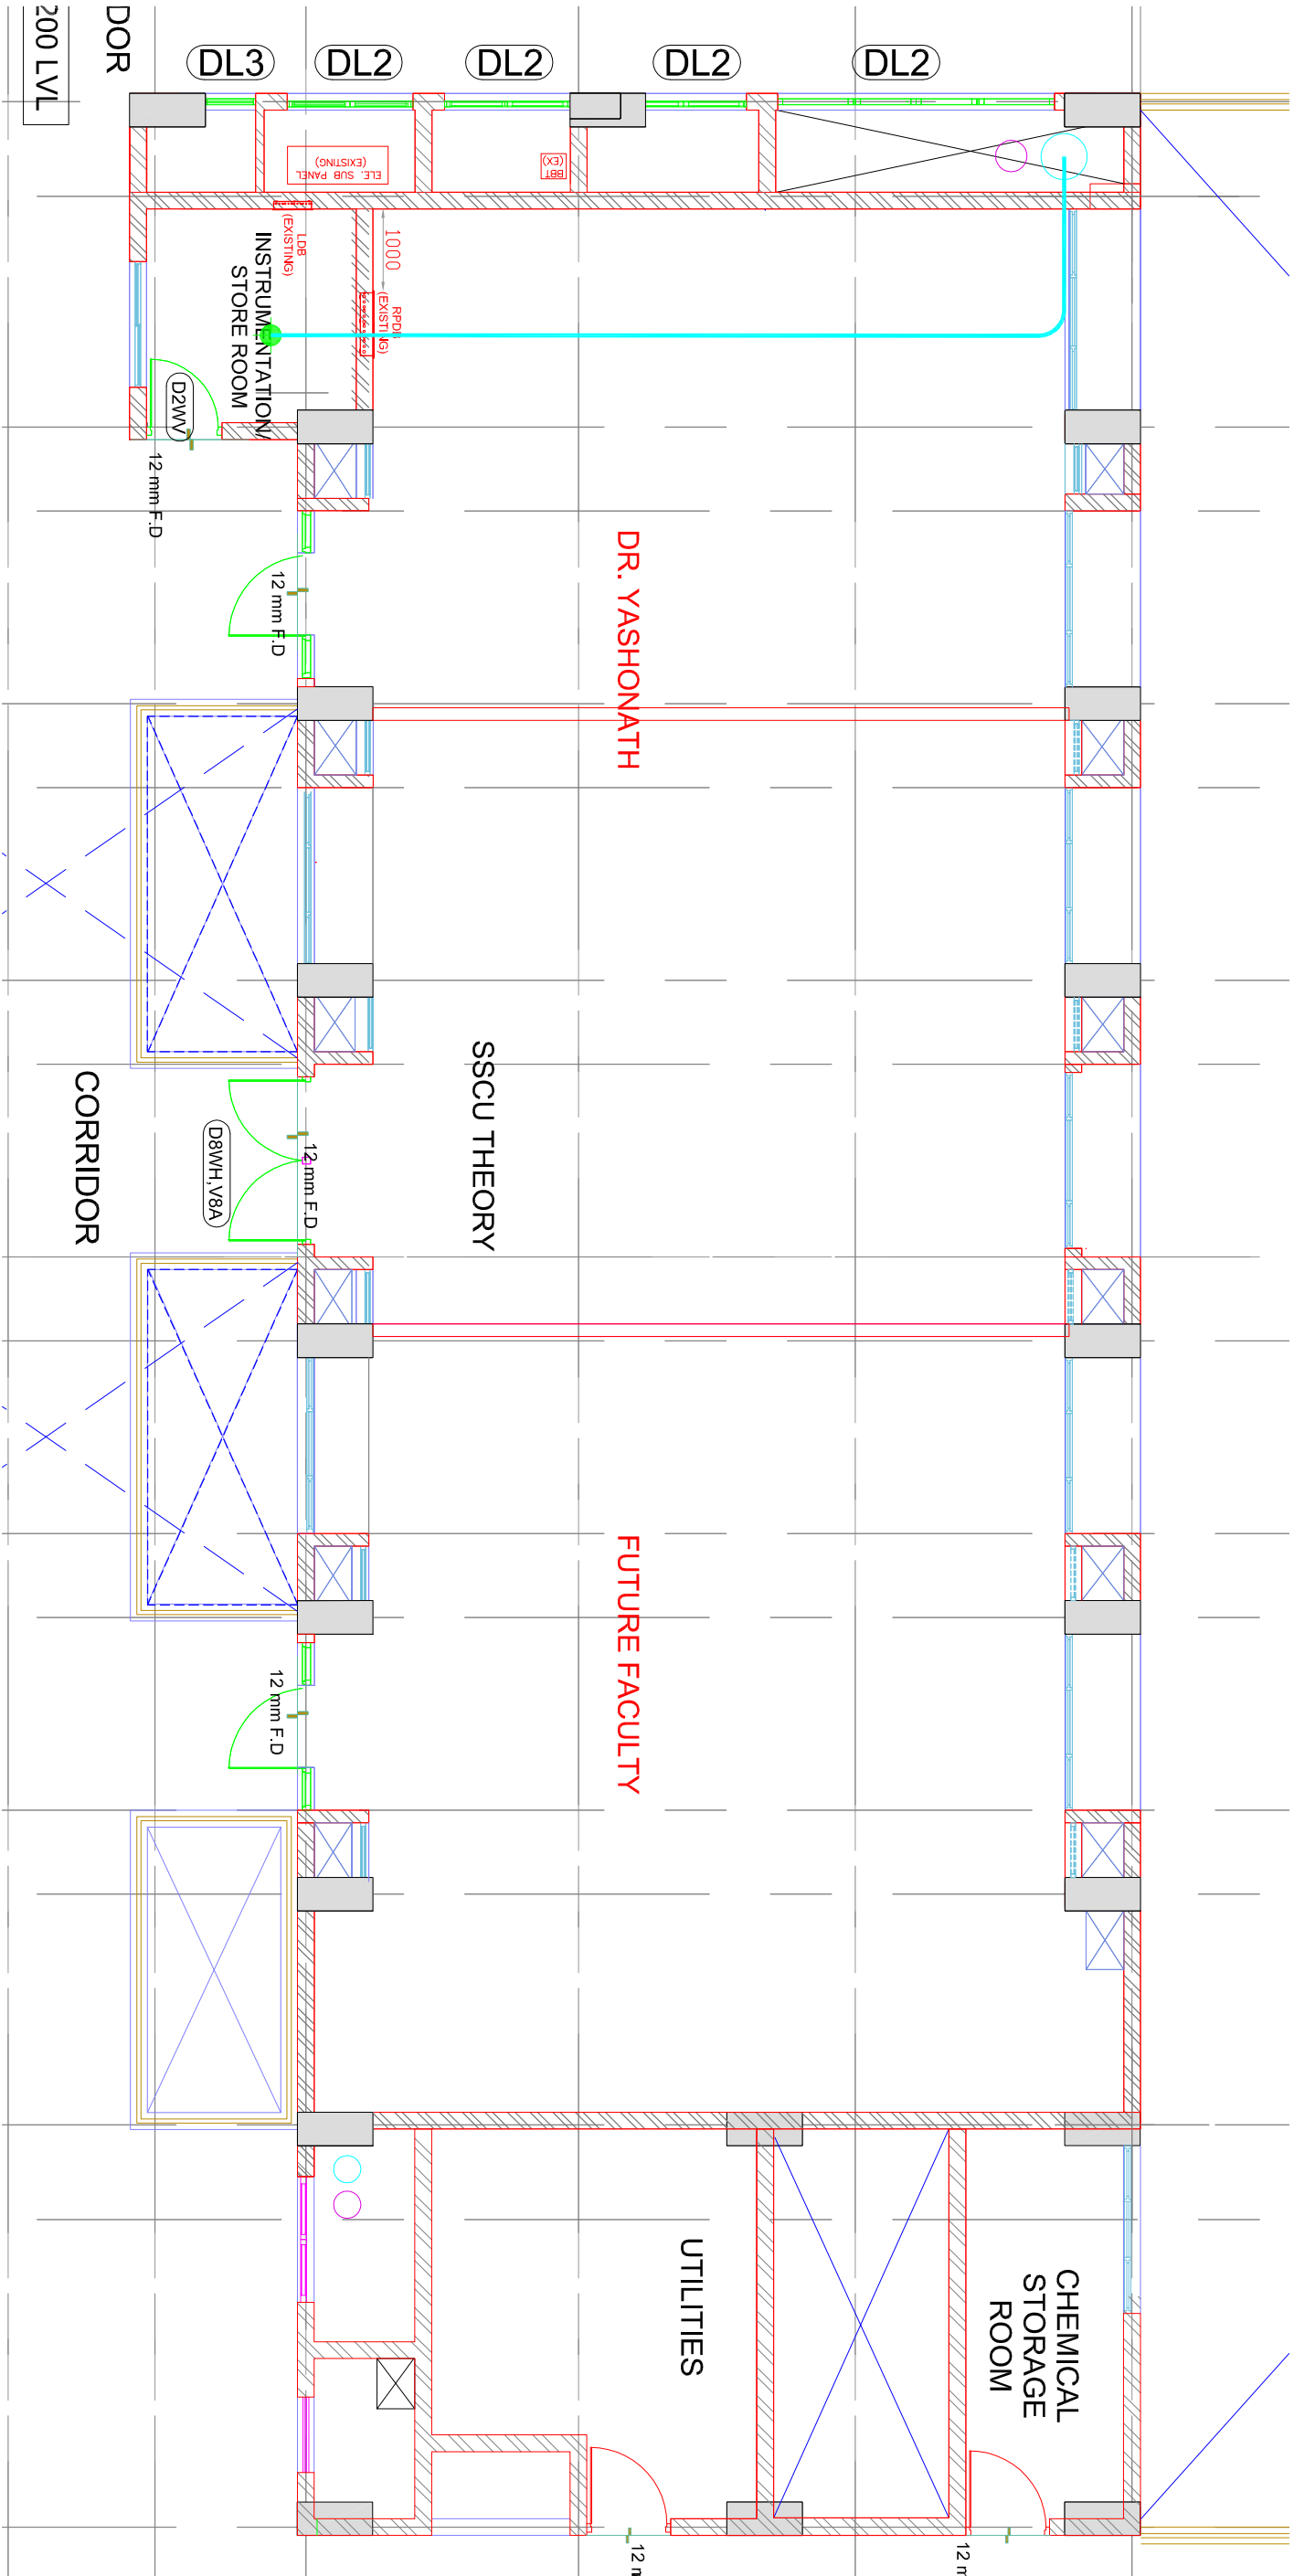 DOR
200 LVL
DL3
DL2
DL2
DL2
DL2
ELE. SUB PANEL
(EXISTING)
BBT
(EX)
LDB
(EXISTING)
1000
RPDB
(EXISTING)
INSTRUMENTATION/
STORE ROOM
D2WV
12 mm F.D
12 mm F.D
DR. YASHONATH
SSCU THEORY
CORRIDOR
D8WH,V8A
12 mm F.D
FUTURE FACULTY
12 mm F.D
UTILITIES
CHEMICAL
STORAGE
ROOM
12 m
12 m